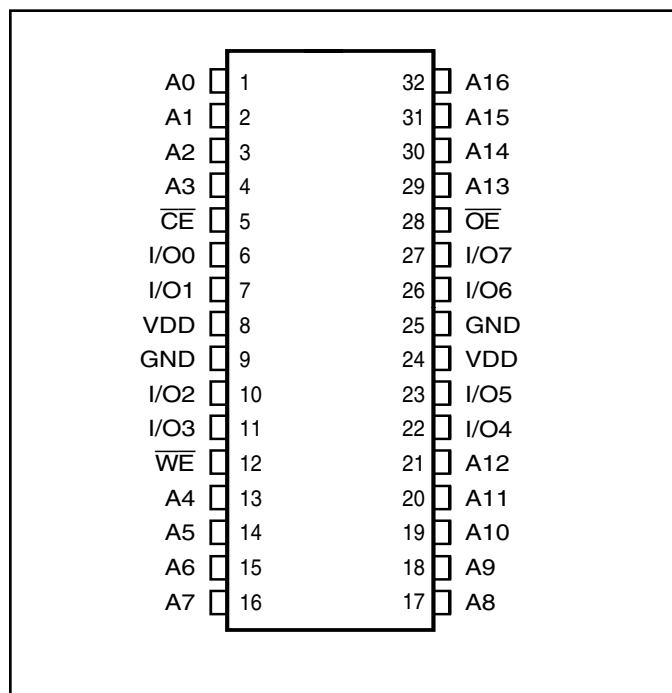 A0 1 32 A16
A1 2 31 A15
A2 3 30 A14
A3 4 29 A13
C̅E̅ 5 28 O̅E̅
I/O0 6 27 I/O7
I/O1 7 26 I/O6
VDD 8 25 GND
GND 9 24 VDD
I/O2 10 23 I/O5
I/O3 11 22 I/O4
W̅E̅ 12 21 A12
A4 13 20 A11
A5 14 19 A10
A6 15 18 A9
A7 16 17 A8